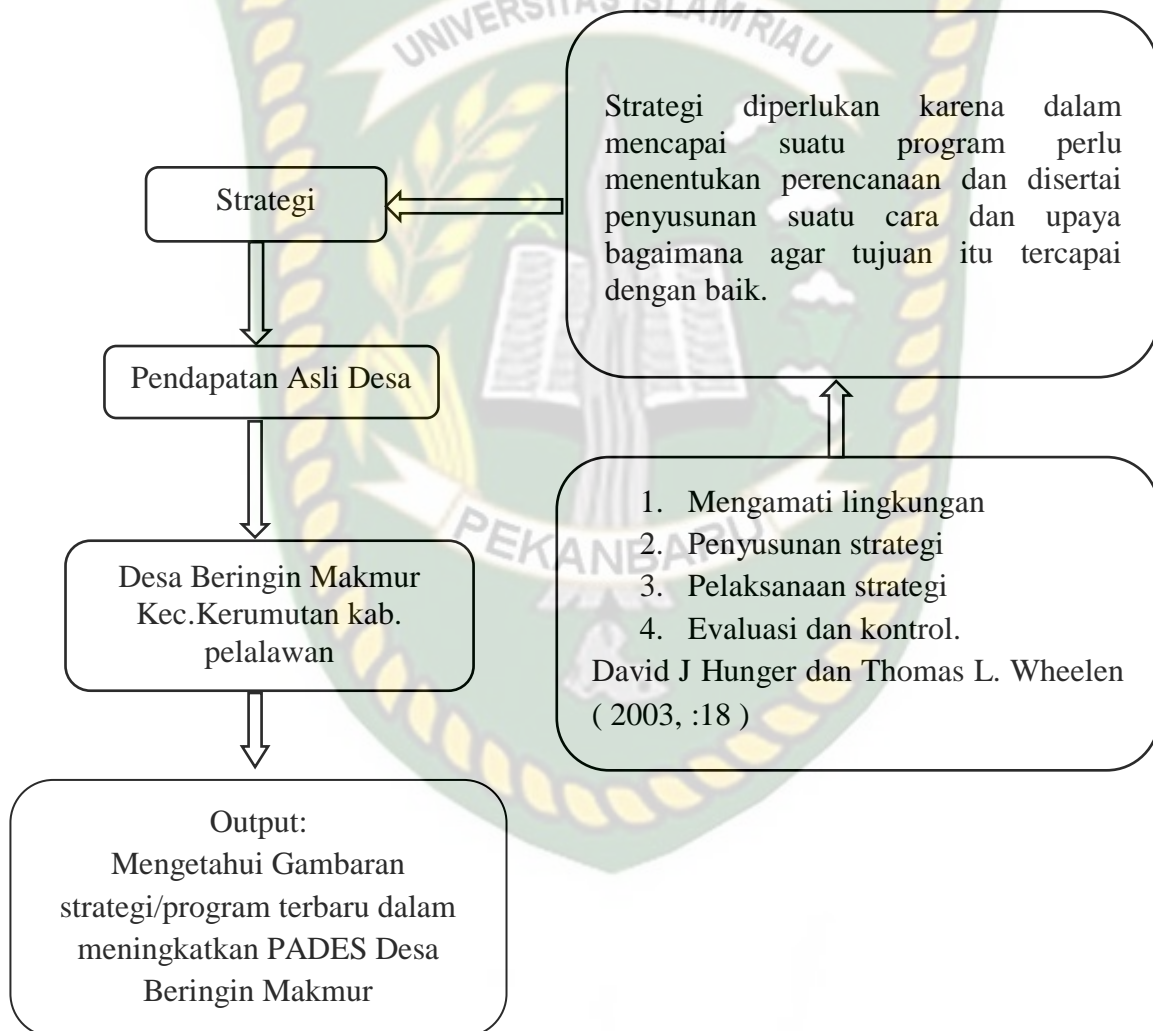 UNIVERSITAS ISLAM RIAU
Strategi diperlukan karena dalam
mencapai suatu program perlu
menentukan perencanaan dan disertai
penyusunan suatu cara dan upaya
bagaimana agar tujuan itu tercapai
dengan baik.
Strategi
Pendapatan Asli Desa
1. Mengamati lingkungan
2. Penyusunan strategi
3. Pelaksanaan strategi
4. Evaluasi dan kontrol.
David J Hunger dan Thomas L. Wheelen
( 2003, :18 )
PEKANBARU
Desa Beringin Makmur
Kec.Kerumutan kab.
pelalawan
Output:
Mengetahui Gambaran
strategi/program terbaru dalam
meningkatkan PADES Desa
Beringin Makmur